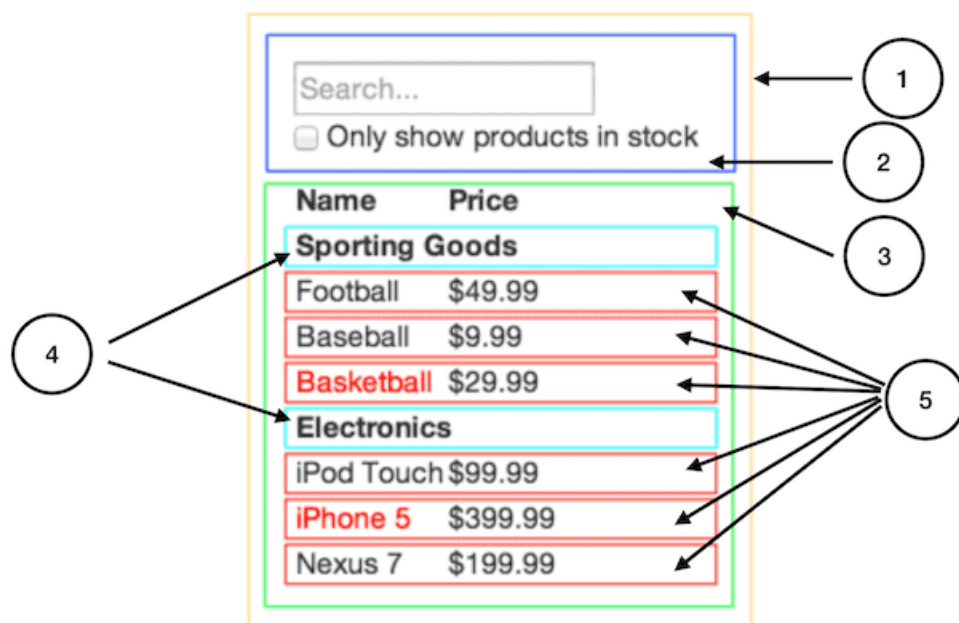 Search...
Only show products in stock
Name Price
Sporting Goods
Football $49.99
Baseball $9.99
Basketball $29.99
Electronics
iPod Touch $99.99
iPhone 5 $399.99
Nexus 7 $199.99
1
2
3
4
5